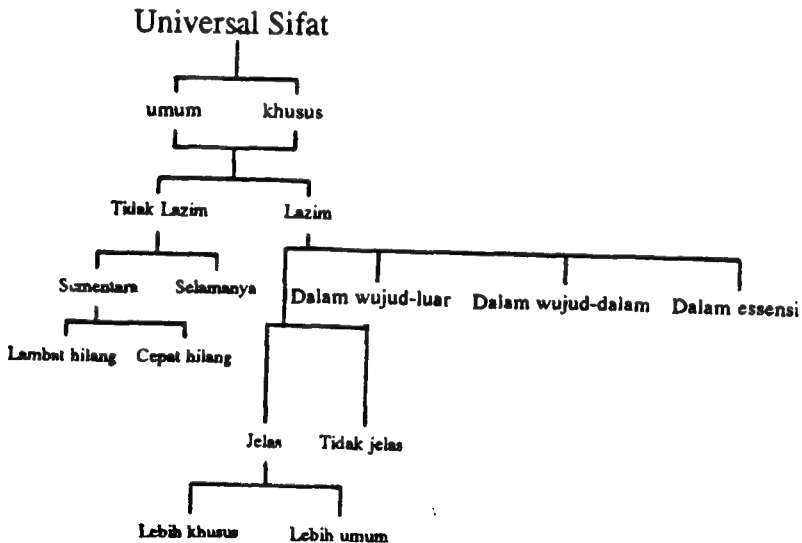 Universal Sifat
umum khusus
Tidak Lazim Lazim
Sementara Selamanya
Dalam wujud-luar Dalam wujud-dalam Dalam essensi
Lambat hilang Cepat hilang
Jelas Tidak jelas
Lebih khusus Lebih umum